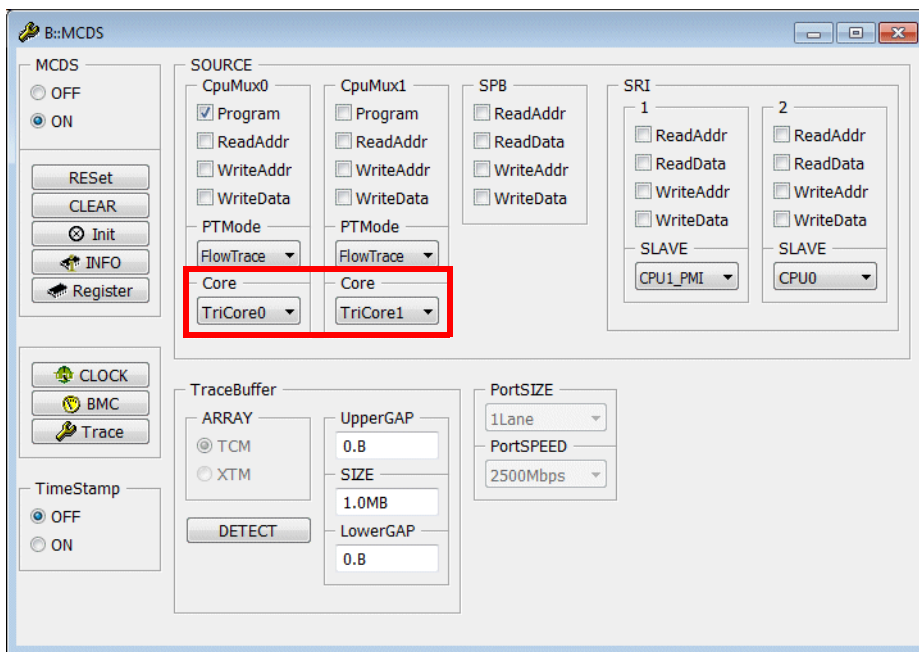 B::MCDS
MCDS
OFF
ON
RESet
CLEAR
Init
INFO
Register
CLOCK
BMC
Trace
TimeStamp
OFF
ON
SOURCE
CpuMux0
Program
ReadAddr
WriteAddr
WriteData
PTMode
FlowTrace
Core
TriCore0
CpuMux1
Program
ReadAddr
WriteAddr
WriteData
PTMode
FlowTrace
Core
TriCore1
SPB
ReadAddr
ReadData
WriteAddr
WriteData
SRI
1
ReadAddr
ReadData
WriteAddr
WriteData
SLAVE
CPU1_PMI
2
ReadAddr
ReadData
WriteAddr
WriteData
SLAVE
CPU0
TraceBuffer
ARRAY
TCM
XTM
DETECT
UpperGAP
0.B
SIZE
1.0MB
LowerGAP
0.B
PortSIZE
1Lane
PortSPEED
2500Mbps